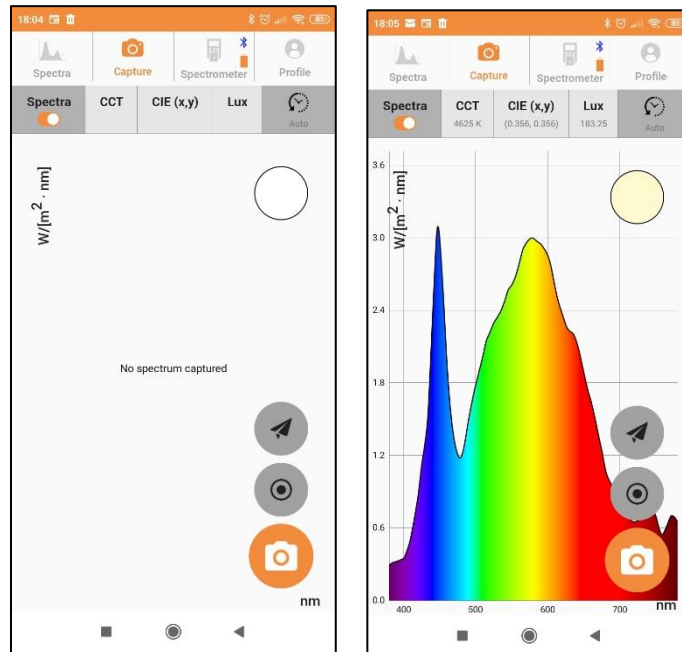 18:04
Spectra Capture Spectrometer Profile
Spectra CCT CIE (x,y) Lux
Auto
W/[m² · nm]
No spectrum captured
nm
18:05
Spectra Capture Spectrometer Profile
Spectra CCT CIE (x,y) Lux
4625 K (0.356, 0.356) 183.25 Auto
3.6
W/[m² · nm]
3.0
2.4
1.8
1.2
0.6
0.0
400 500 600 700 nm